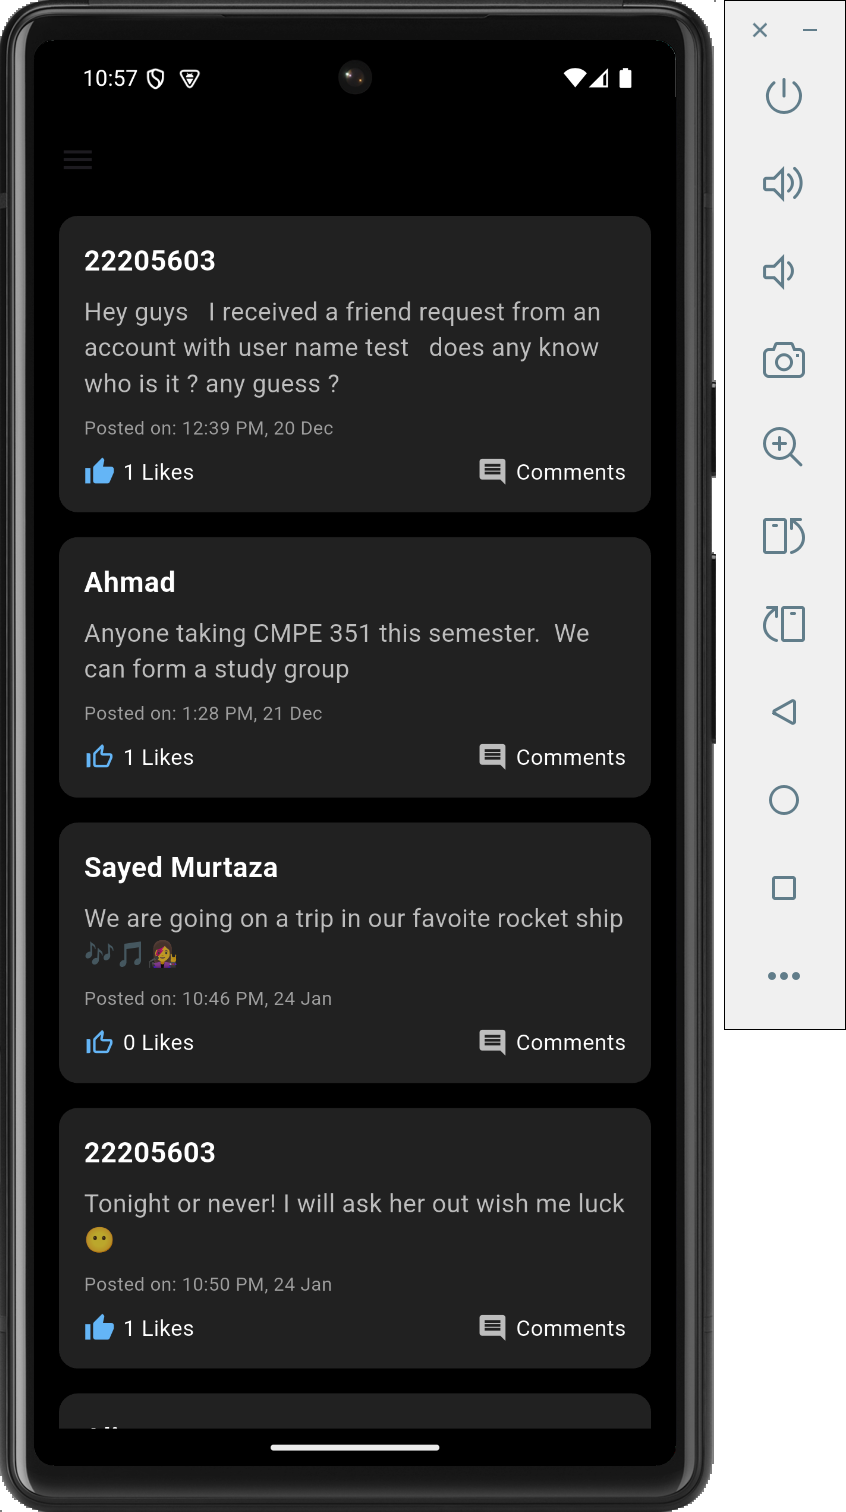 10:57
22205603
Hey guys   I received a friend request from an
account with user name test   does any know
who is it ? any guess ?
Posted on: 12:39 PM, 20 Dec
1 Likes
Comments
Ahmad
Anyone taking CMPE 351 this semester.  We
can form a study group
Posted on: 1:28 PM, 21 Dec
1 Likes
Comments
Sayed Murtaza
We are going on a trip in our favoite rocket ship
🎶🎵👩‍🎤
Posted on: 10:46 PM, 24 Jan
0 Likes
Comments
22205603
Tonight or never! I will ask her out wish me luck
😶
Posted on: 10:50 PM, 24 Jan
1 Likes
Comments